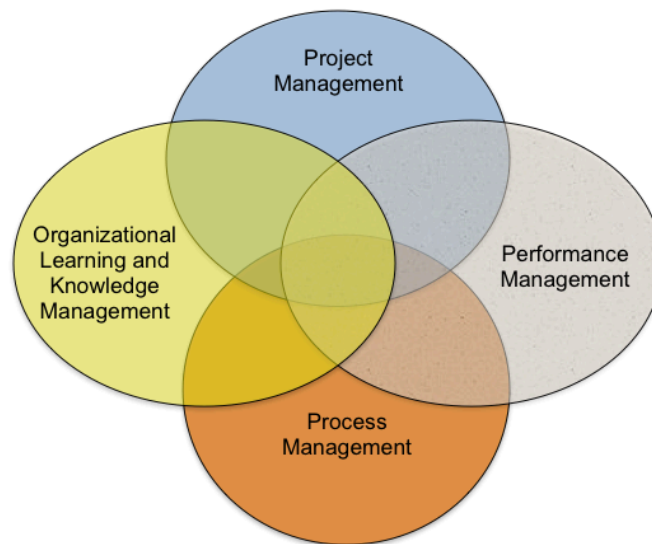 Project
Management
Organizational
Learning and
Knowledge
Management
Performance
Management
Process
Management